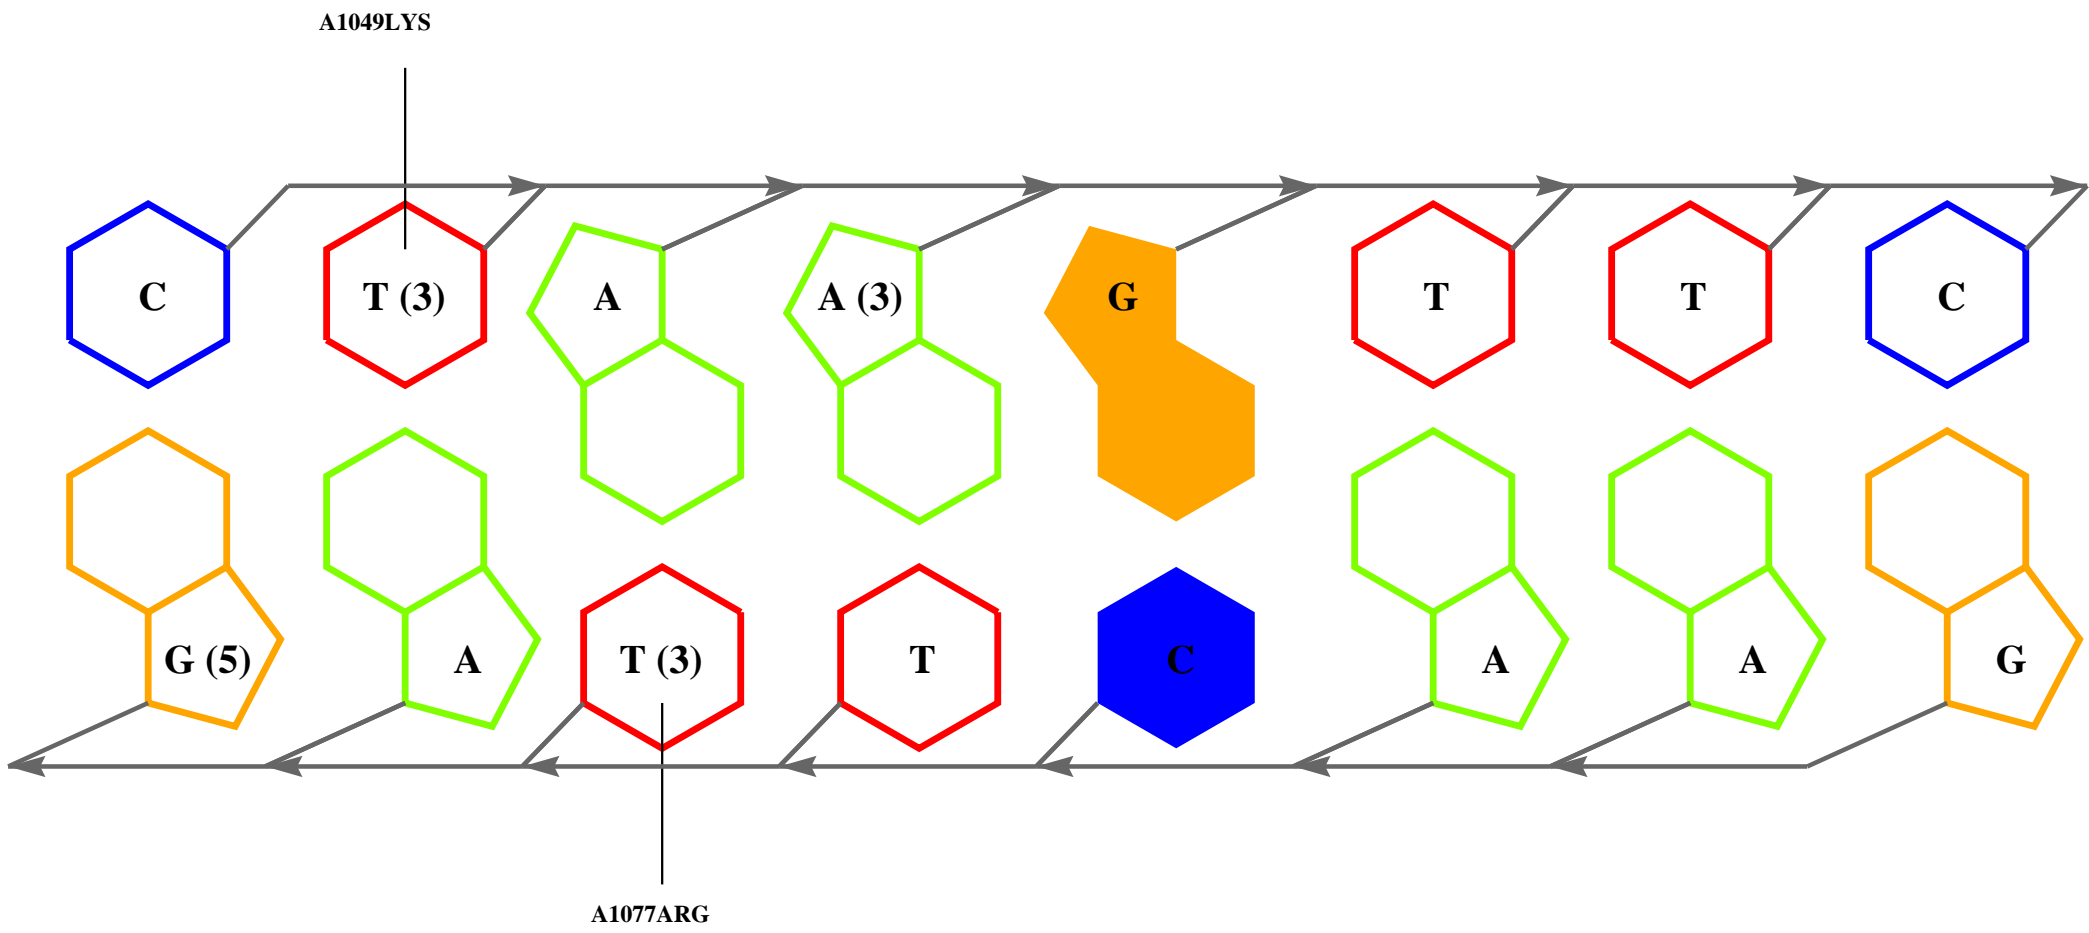 A1049LYS
C T (3) A A (3) G T T C
G (5) A T (3) T C A A G
A1077ARG